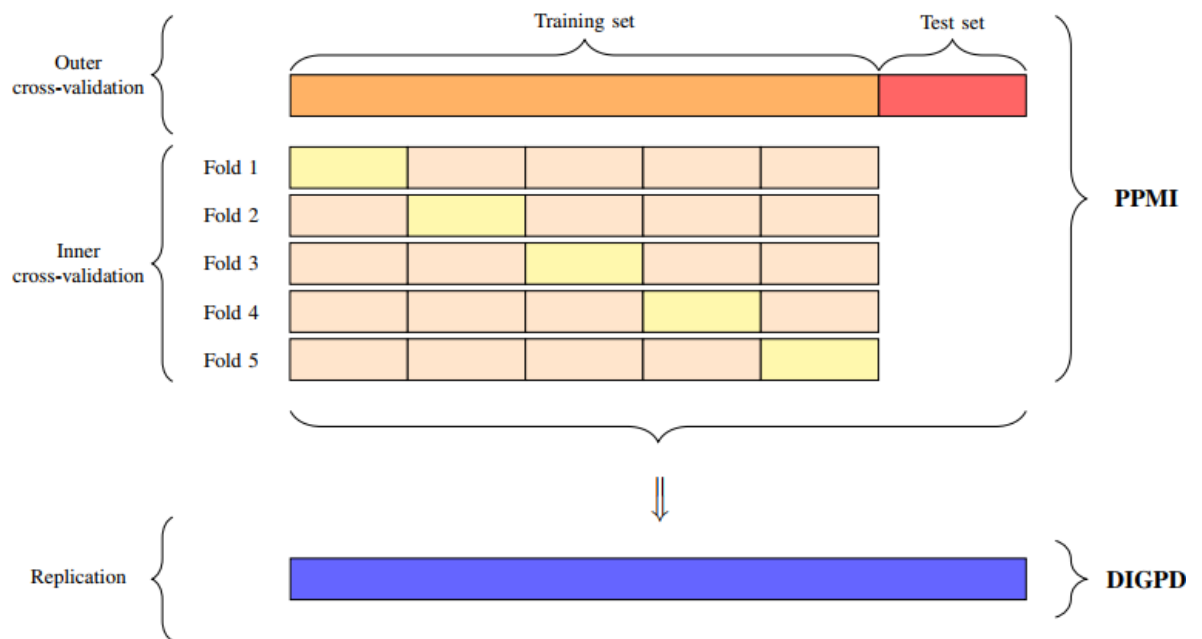 Training set
Test set
Outer
cross-validation
Fold 1
Fold 2
Fold 3
Fold 4
Fold 5
Inner
cross-validation
PPMI
Replication
DIGPD